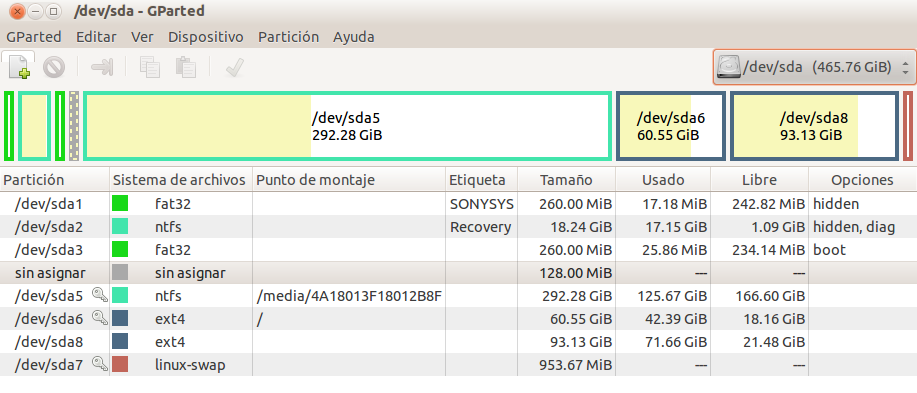 /dev/sda - GParted
GParted Editar Ver Dispositivo Partición Ayuda
/dev/sda (465.76 GiB)
/dev/sda5 /dev/sda6 /dev/sda8
292.28 GiB 60.55 GiB 93.13 GiB
Partición Sistema de archivos Punto de montaje Etiqueta Tamaño Usado Libre Opciones
/dev/sda1 fat32 SONYSYS 260.00 MiB 17.18 MiB 242.82 MiB hidden
/dev/sda2 ntfs Recovery 18.24 GiB 17.15 GiB 1.09 GiB hidden, diag
/dev/sda3 fat32 260.00 MiB 25.86 MiB 234.14 MiB boot
sin asignar sin asignar 128.00 MiB --- ---
/dev/sda5 ntfs /media/4A18013F18012B8F 292.28 GiB 125.67 GiB 166.60 GiB
/dev/sda6 ext4 / 60.55 GiB 42.39 GiB 18.16 GiB
/dev/sda8 ext4 93.13 GiB 71.66 GiB 21.48 GiB
/dev/sda7 linux-swap 953.67 MiB --- ---